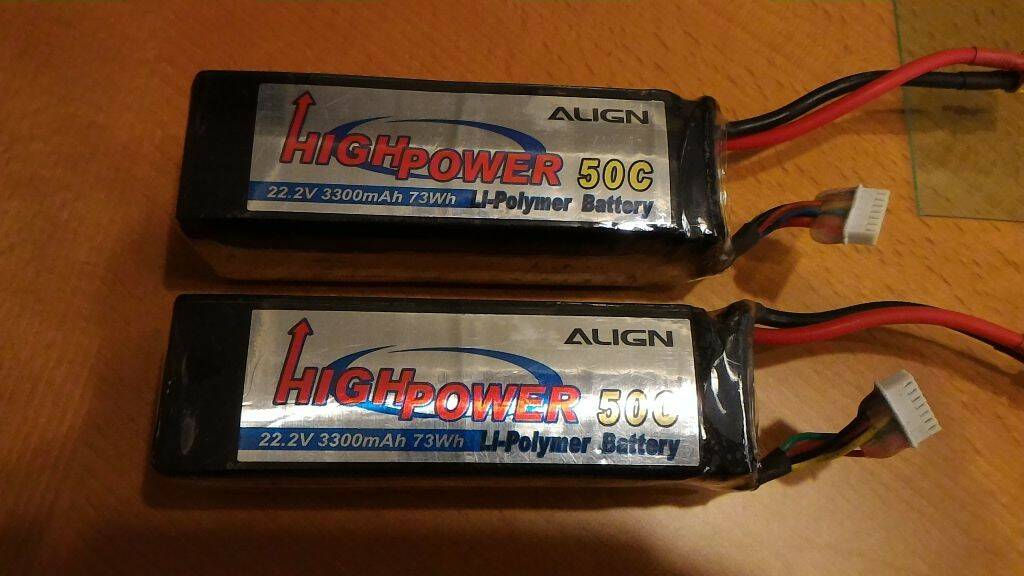 ALIGN
HIGHPOWER 50C
22.2V 3300mAh 73Wh Li-Polymer Battery
ALIGN
HIGHPOWER 50C
22.2V 3300mAh 73Wh Li-Polymer Battery